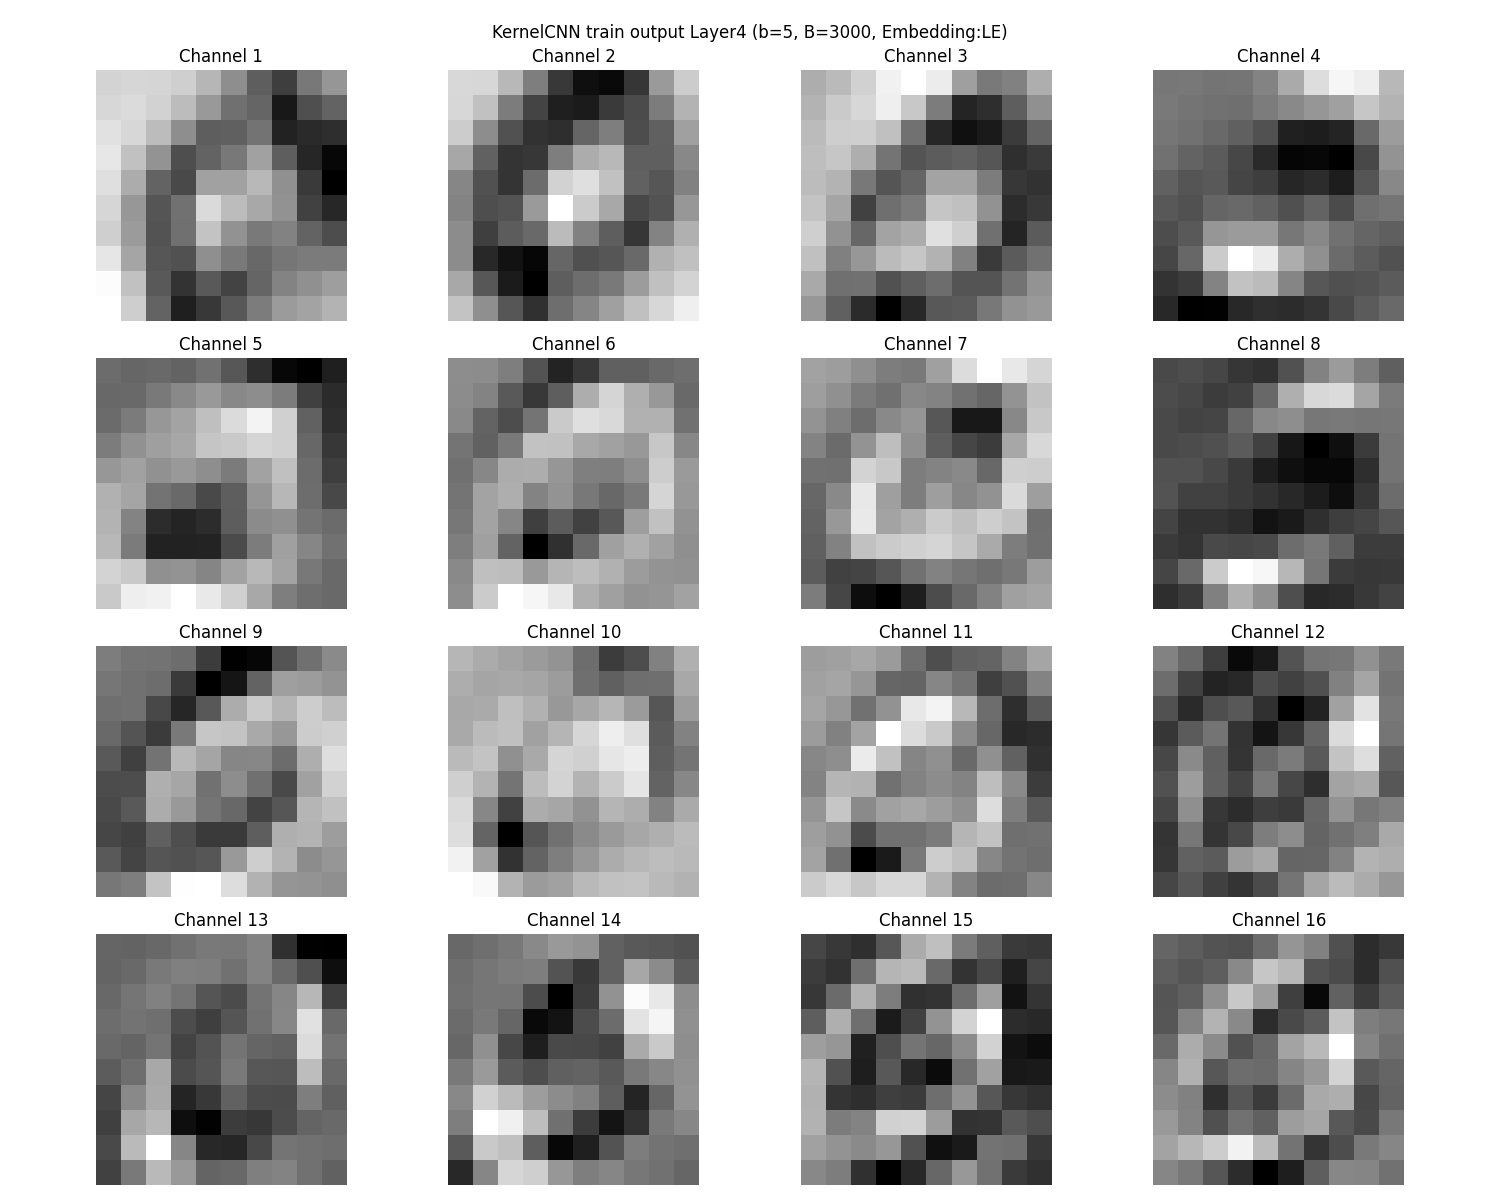 KernelCNN train output Layer4 (b=5, B=3000, Embedding:LE)
Channel 1
Channel 2
Channel 3
Channel 4
Channel 5
Channel 6
Channel 7
Channel 8
Channel 9
Channel 10
Channel 11
Channel 12
Channel 13
Channel 14
Channel 15
Channel 16